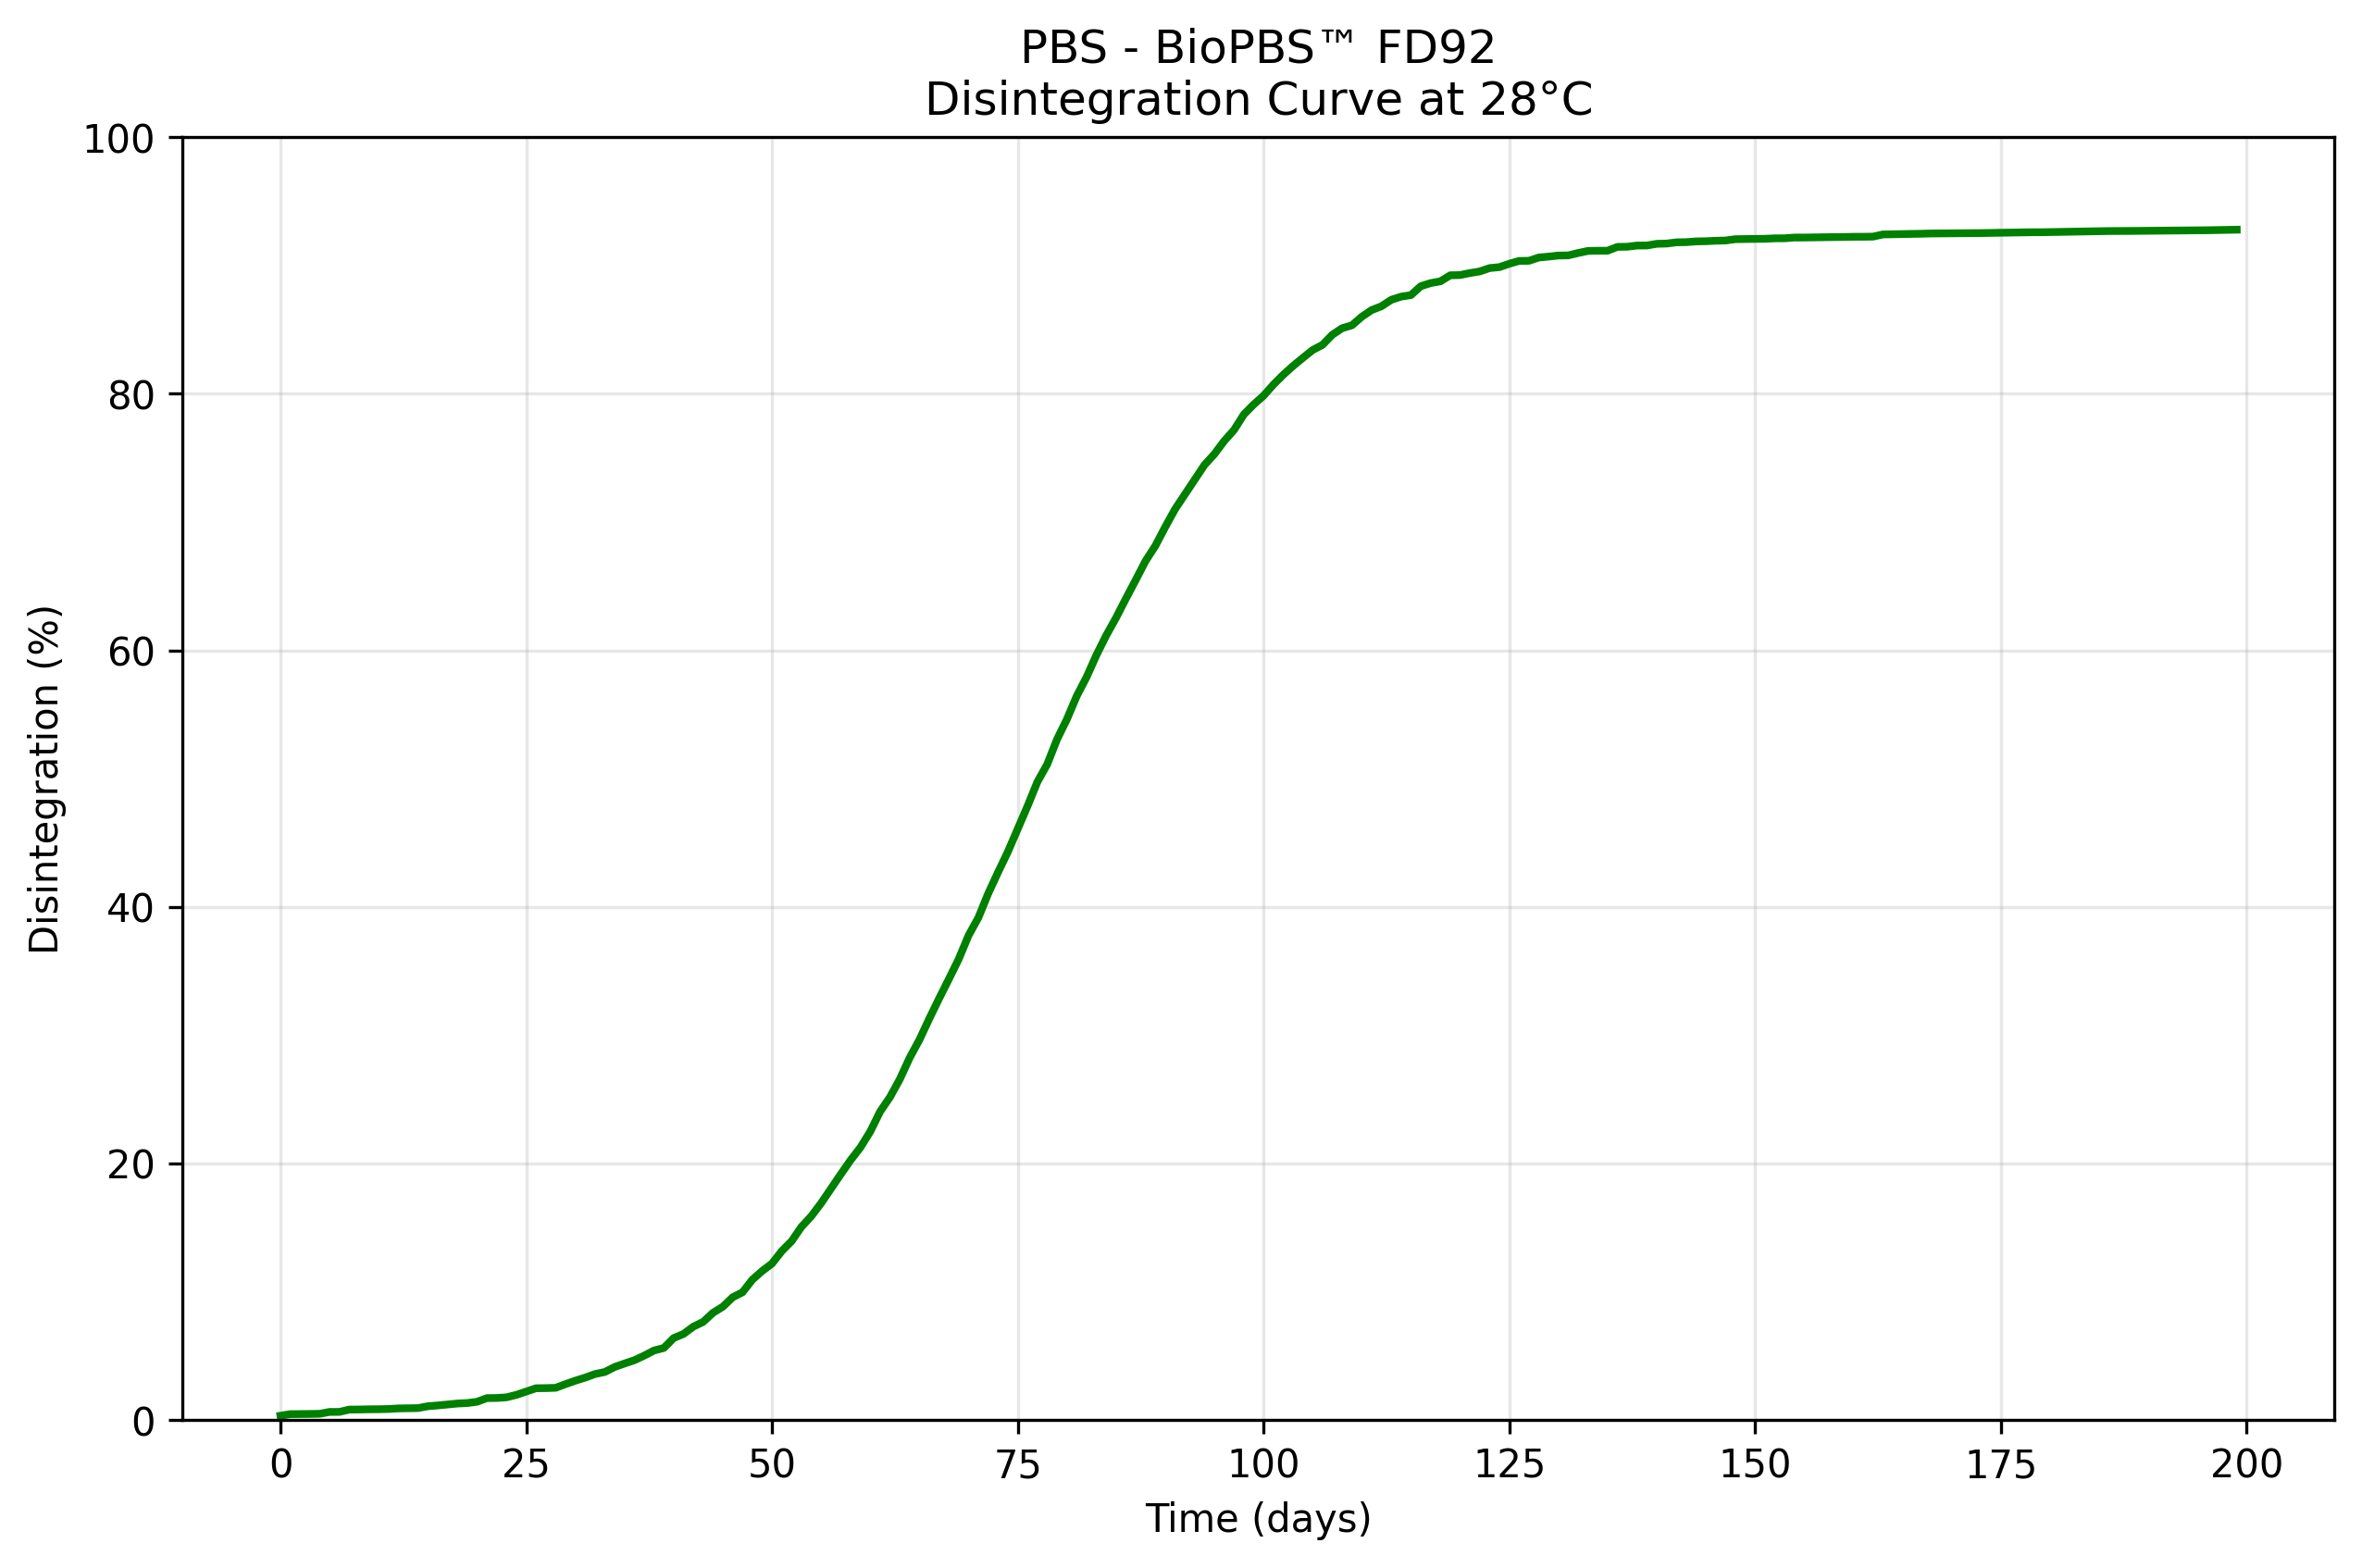 PBS - BioPBS™ FD92
Disintegration Curve at 28°C
100
80
60
40
20
0
Disintegration (%)
0 25 50 75 100 125 150 175 200
Time (days)